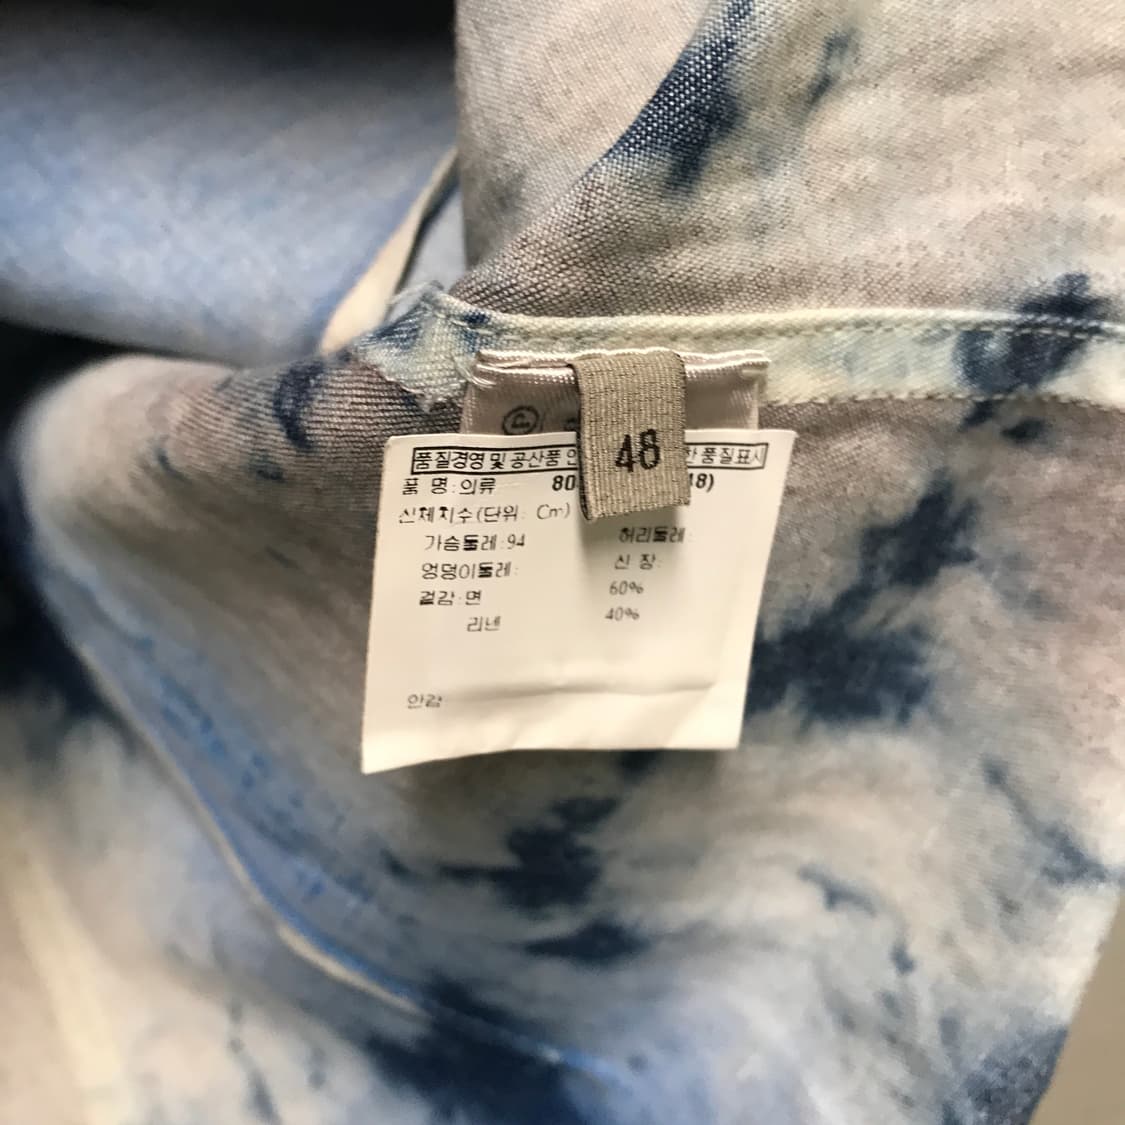 48
품질경영 및 공산품 안 한 품질표시
품 명:의류 80 48)
신체치수(단위: Cm)
가슴둘레:94 허리둘레:
엉덩이둘레: 신 장:
겉감:면 60%
리넨 40%
안감